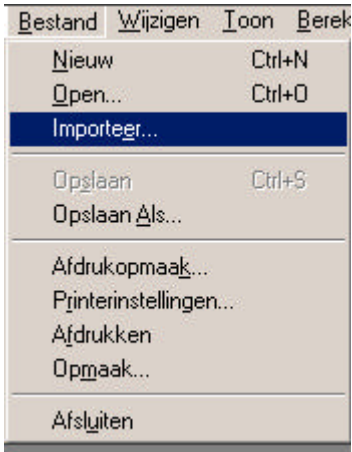 Bestand Wijzigen Toon Berek
Nieuw Ctrl+N
Open... Ctrl+O
Importeer...
Opslaan Ctrl+S
Opslaan Als...
Afdrukopmaak...
Printerinstellingen...
Afdrukken
Opmaak...
Afsluiten